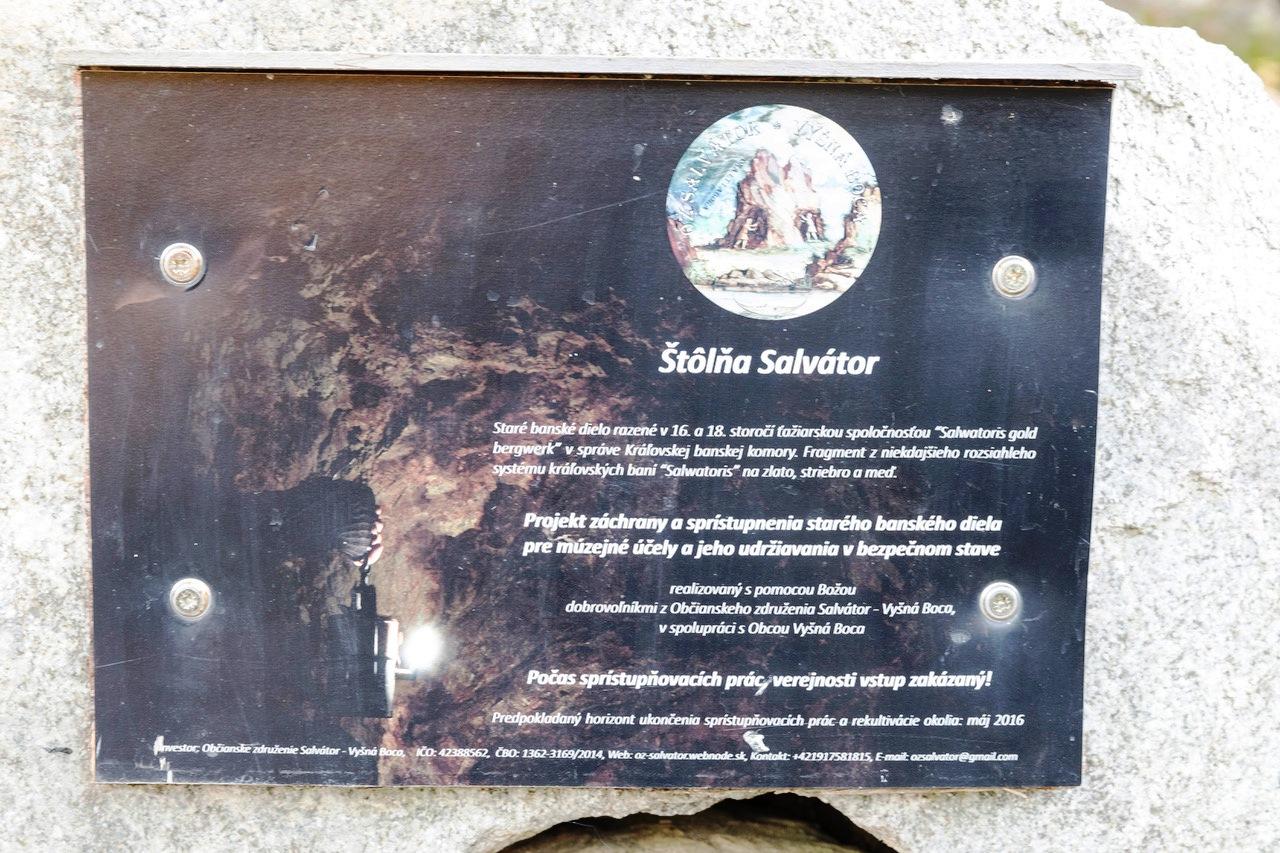 Štôlňa Salvátor
Staré banské dielo razené v 16. a 18. storočí ťažiarskou spoločnosťou “Salwatoris gold
bergwerk” v správe Kráľovskej banskej komory. Fragment z niekdajšieho rozsiahleho
systému kráľovských baní “Salwatoris” na zlato, striebro a meď.
Projekt záchrany a sprístupnenia starého banského diela
pre múzejné účely a jeho udržiavania v bezpečnom stave
realizovaný s pomocou Božou
dobrovoľníkmi z Občianskeho združenia Salvátor - Vyšná Boca,
v spolupráci s Obcou Vyšná Boca
Počas sprístupňovacích prác, verejnosti vstup zakázaný!
Predpokladaný horizont ukončenia sprístupňovacích prác a rekultivácie okolia: máj 2016
Investor; Občianske združenie Salvátor - Vyšná Boca, IČO: 42388562, ČBO: 1362-3169/2014, Web: oz-salvator.webnode.sk, Kontakt: +421917581815, E-mail: ozsalvator@gmail.com